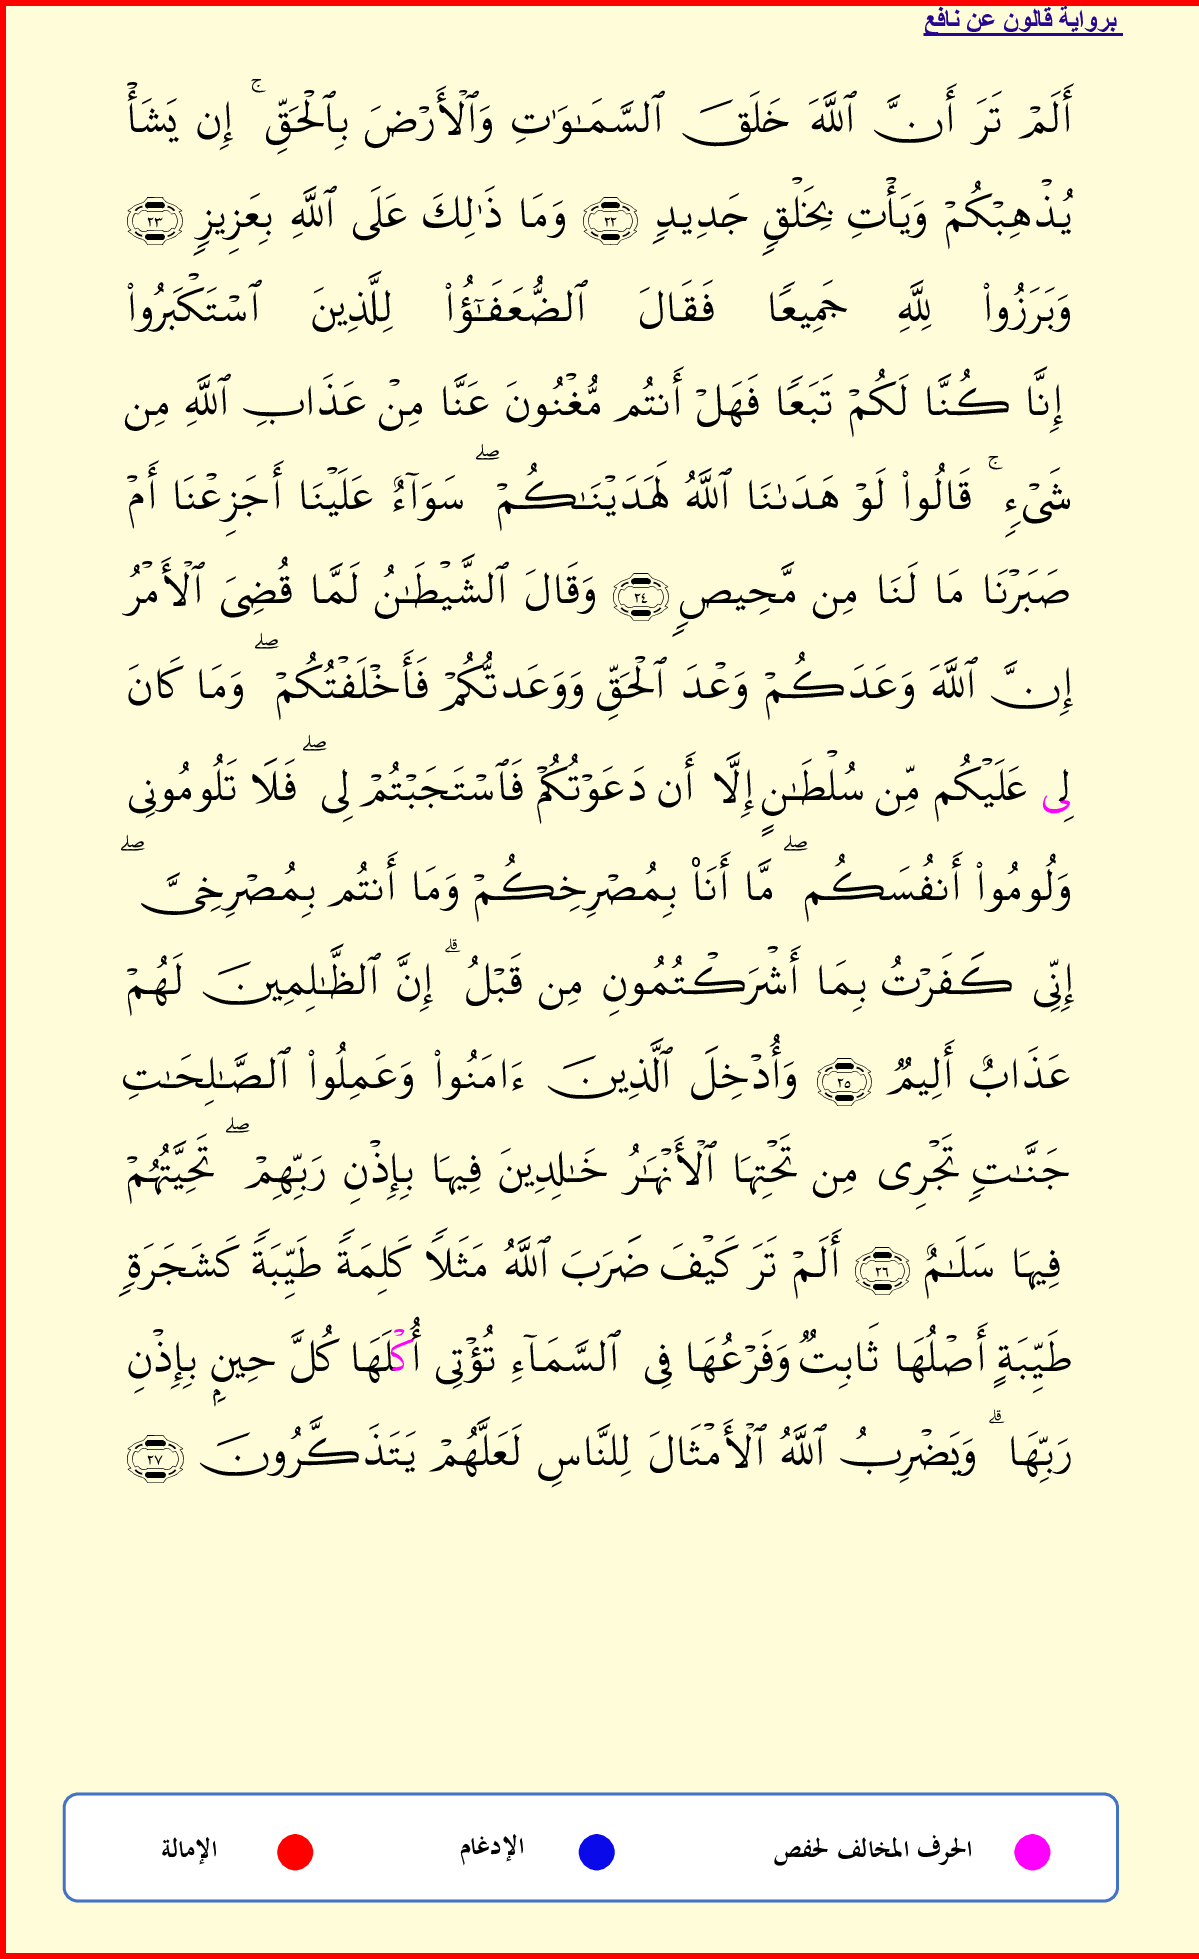 برواية قالون عن نافع
أَلَمۡ تَرَ أَنَّ ٱللَّهَ خَلَقَ ٱلسَّمَٰوَٰتِ وَٱلۡأَرۡضَ بِٱلۡحَقِّۚ إِن يَشَأۡ
يُذۡهِبۡكُمۡ وَيَأۡتِ بِخَلۡقٖ جَدِيدٖ ٢٢ وَمَا ذَٰلِكَ عَلَى ٱللَّهِ بِعَزِيزٖ ٢٣
وَبَرَزُواْ لِلَّهِ جَمِيعٗا فَقَالَ ٱلضُّعَفَٰٓؤُاْ لِلَّذِينَ ٱسۡتَكۡبَرُواْ
إِنَّا كُنَّا لَكُمۡ تَبَعٗا فَهَلۡ أَنتُم مُّغۡنُونَ عَنَّا مِنۡ عَذَابِ ٱللَّهِ مِن
شَيۡءٖۚ قَالُواْ لَوۡ هَدَىٰنَا ٱللَّهُ لَهَدَيۡنَٰكُمۡۖ سَوَآءٌ عَلَيۡنَا أَجَزِعۡنَا أَمۡ
صَبَرۡنَا مَا لَنَا مِن مَّحِيصٖ ٢٤ وَقَالَ ٱلشَّيۡطَٰنُ لَمَّا قُضِيَ ٱلۡأَمۡرُ
إِنَّ ٱللَّهَ وَعَدَكُمۡ وَعۡدَ ٱلۡحَقِّ وَوَعَدتُّكُمۡ فَأَخۡلَفۡتُكُمۡۖ وَمَا كَانَ
لِي عَلَيۡكُم مِّن سُلۡطَٰنٍ إِلَّا أَن دَعَوۡتُكُمۡ فَٱسۡتَجَبۡتُمۡ لِيۖ فَلَا تَلُومُونِي
وَلُومُواْ أَنفُسَكُمۖ مَّا أَنَا۠ بِمُصۡرِخِكُمۡ وَمَا أَنتُم بِمُصۡرِخِيَّۖ
إِنِّي كَفَرۡتُ بِمَا أَشۡرَكۡتُمُونِ مِن قَبۡلُۗ إِنَّ ٱلظَّٰلِمِينَ لَهُمۡ
عَذَابٌ أَلِيمٞ ٢٥ وَأُدۡخِلَ ٱلَّذِينَ ءَامَنُواْ وَعَمِلُواْ ٱلصَّٰلِحَٰتِ
جَنَّٰتٖ تَجۡرِي مِن تَحۡتِهَا ٱلۡأَنۡهَٰرُ خَٰلِدِينَ فِيهَا بِإِذۡنِ رَبِّهِمۡۖ تَحِيَّتُهُمۡ
فِيهَا سَلَٰمٌ ٢٦ أَلَمۡ تَرَ كَيۡفَ ضَرَبَ ٱللَّهُ مَثَلٗا كَلِمَةٗ طَيِّبَةٗ كَشَجَرَةٖ
طَيِّبَةٍ أَصۡلُهَا ثَابِتٞ وَفَرۡعُهَا فِي ٱلسَّمَآءِ تُؤۡتِي أُكۡلَهَا كُلَّ حِينِۭ بِإِذۡنِ
رَبِّهَاۗ وَيَضۡرِبُ ٱللَّهُ ٱلۡأَمۡثَالَ لِلنَّاسِ لَعَلَّهُمۡ يَتَذَكَّرُونَ ٢٧
الحرف المخالف لحفص الإدغام الإمالة